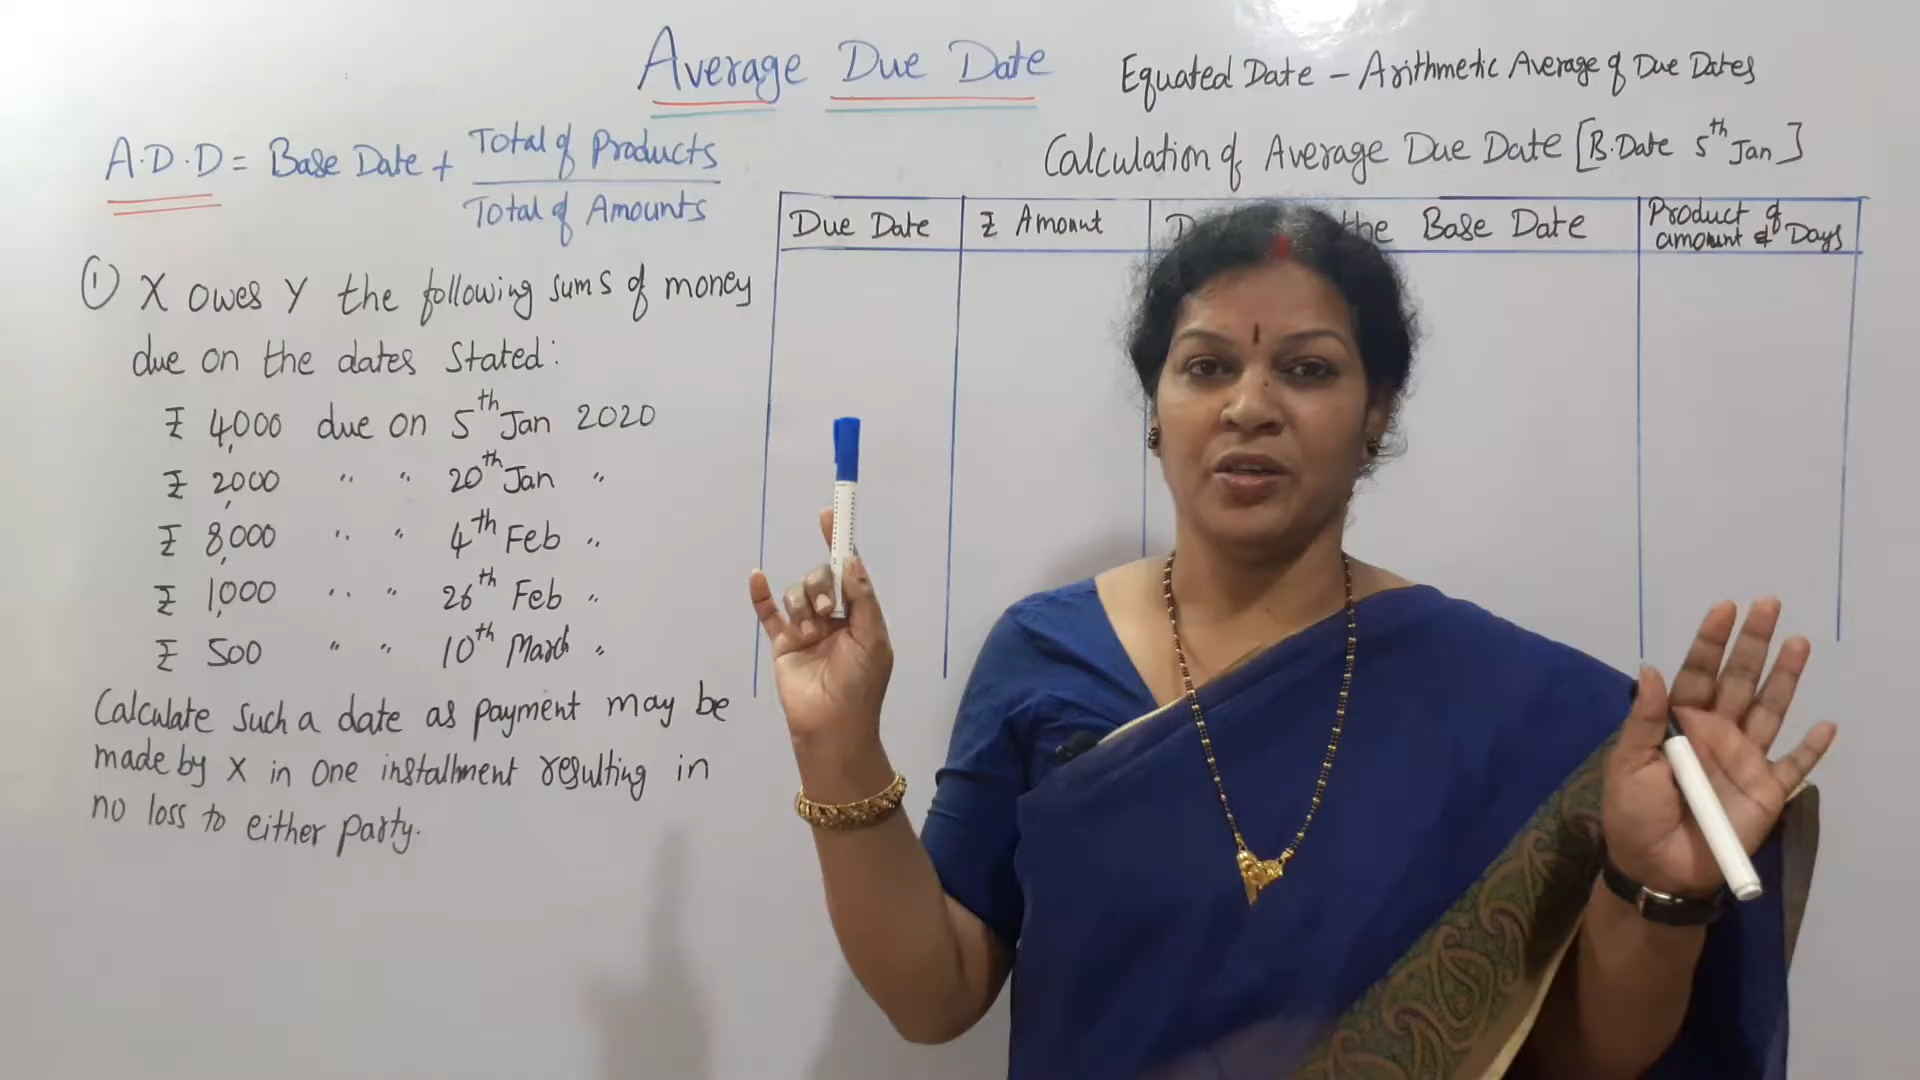 Average Due Date
Equated Date - Arithmetic Average of Due Dates
A.D.D = Base Date + Total of Products
Total of Amounts
Calculation of Average Due Date [B.Date 5th Jan]
Due Date
₹ Amount
the Base Date
Product of
amount & Days
① X owes Y the following sums of money
due on the dates stated:
₹ 4,000 due on 5th Jan 2020
₹ 2,000 " " 20th Jan "
₹ 8,000 " " 4th Feb "
₹ 1,000 " " 26th Feb "
₹ 500 " " 10th March "
Calculate such a date as payment may be
made by X in one installment resulting in
no loss to either party.